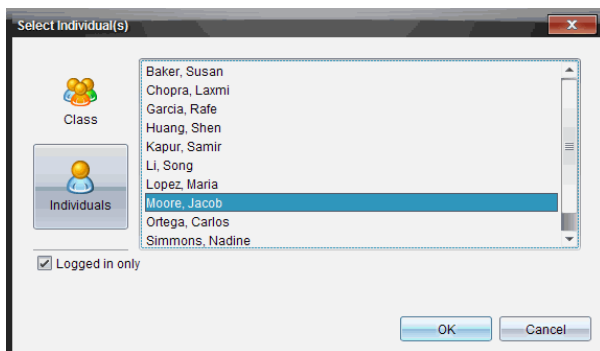 Select Individual(s)
Class
Individuals
Logged in only
Baker, Susan
Chopra, Laxmi
Garcia, Rafe
Huang, Shen
Kapur, Samir
Li, Song
Lopez, Maria
Moore, Jacob
Ortega, Carlos
Simmons, Nadine
OK
Cancel